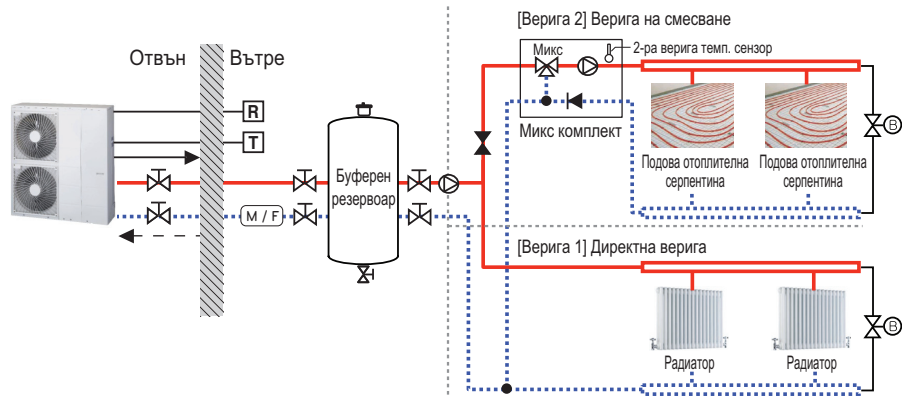 [Верига 2] Верига на смесване
Микс
2-ра верига темп. сензор
Отвън
Вътре
R
T
Микс комплект
B
Буферен
резервоар
Подова отоплителна
серпентина
Подова отоплителна
серпентина
M / F
[Верига 1] Директна верига
B
Радиатор
Радиатор